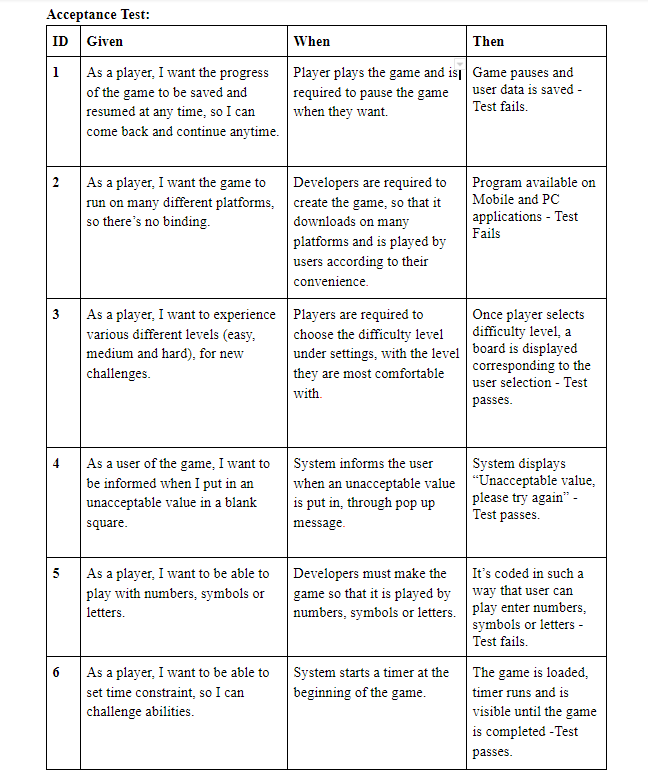 Acceptance Test:
ID Given When Then
1
As a player, I want the progress
of the game to be saved and
resumed at any time, so I can
come back and continue anytime.
Player plays the game and is
required to pause the game
when they want.
Game pauses and
user data is saved -
Test fails.
2
As a player, I want the game to
run on many different platforms,
so there's no binding.
Developers are required to
create the game, so that it
downloads on many
platforms and is played by
users according to their
convenience.
Program available on
Mobile and PC
applications - Test
Fails
3
As a player, I want to experience
various different levels (easy,
medium and hard), for new
challenges.
Players are required to
choose the difficulty level
under settings, with the level
they are most comfortable
with.
Once player selects
difficulty level, a
board is displayed
corresponding to the
user selection - Test
passes.
4
As a user of the game, I want to
be informed when I put in an
unacceptable value in a blank
square.
System informs the user
when an unacceptable value
is put in, through pop up
message.
System displays
“Unacceptable value,
please try again” -
Test passes.
5
As a player, I want to be able to
play with numbers, symbols or
letters.
Developers must make the
game so that it is played by
numbers, symbols or letters.
It's coded in such a
way that user can
play enter numbers,
symbols or letters -
Test fails.
6
As a player, I want to be able to
set time constraint, so I can
challenge abilities.
System starts a timer at the
beginning of the game.
The game is loaded,
timer runs and is
visible until the game
is completed -Test
passes.